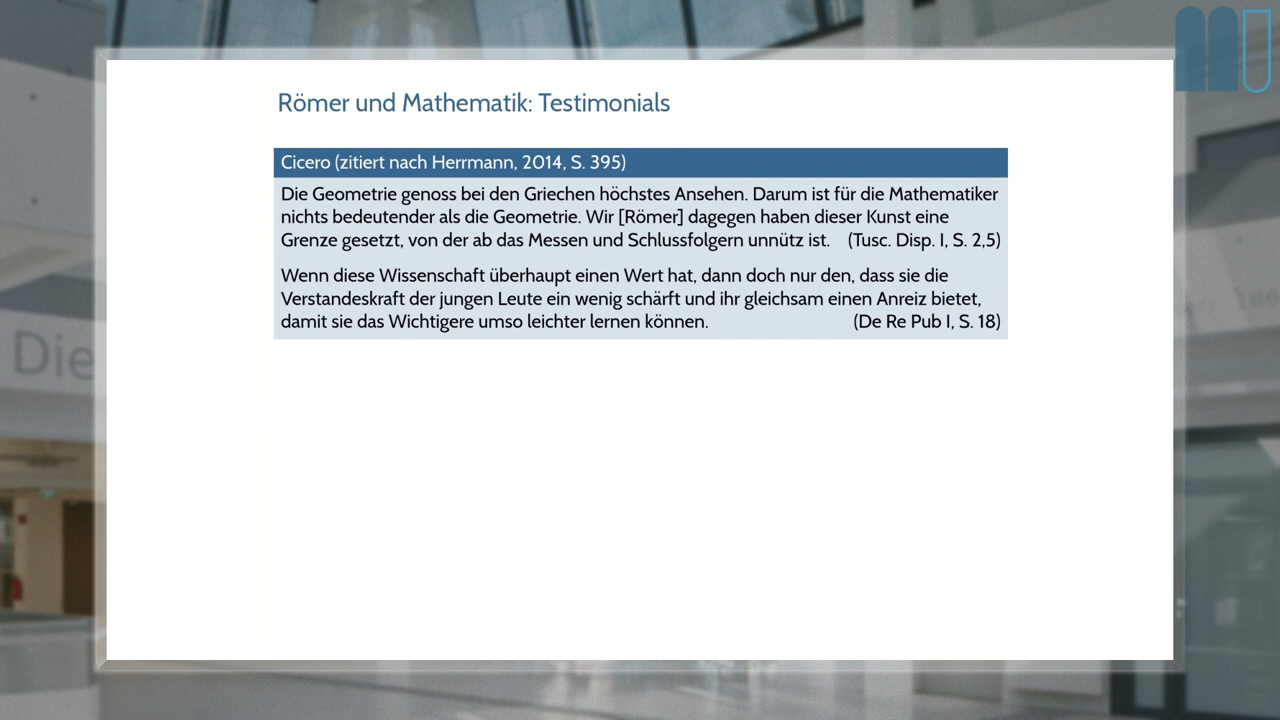 Römer und Mathematik: Testimonials
Cicero (zitiert nach Herrmann, 2014, S. 395)
Die Geometrie genoss bei den Griechen höchstes Ansehen. Darum ist für die Mathematiker
nichts bedeutender als die Geometrie. Wir [Römer] dagegen haben dieser Kunst eine
Grenze gesetzt, von der ab das Messen und Schlussfolgern unnütz ist. (Tusc. Disp. I, S. 2,5)
Wenn diese Wissenschaft überhaupt einen Wert hat, dann doch nur den, dass sie die
Verstandeskraft der jungen Leute ein wenig schärft und ihr gleichsam einen Anreiz bietet,
damit sie das Wichtigere umso leichter lernen können. (De Re Pub I, S. 18)
Die